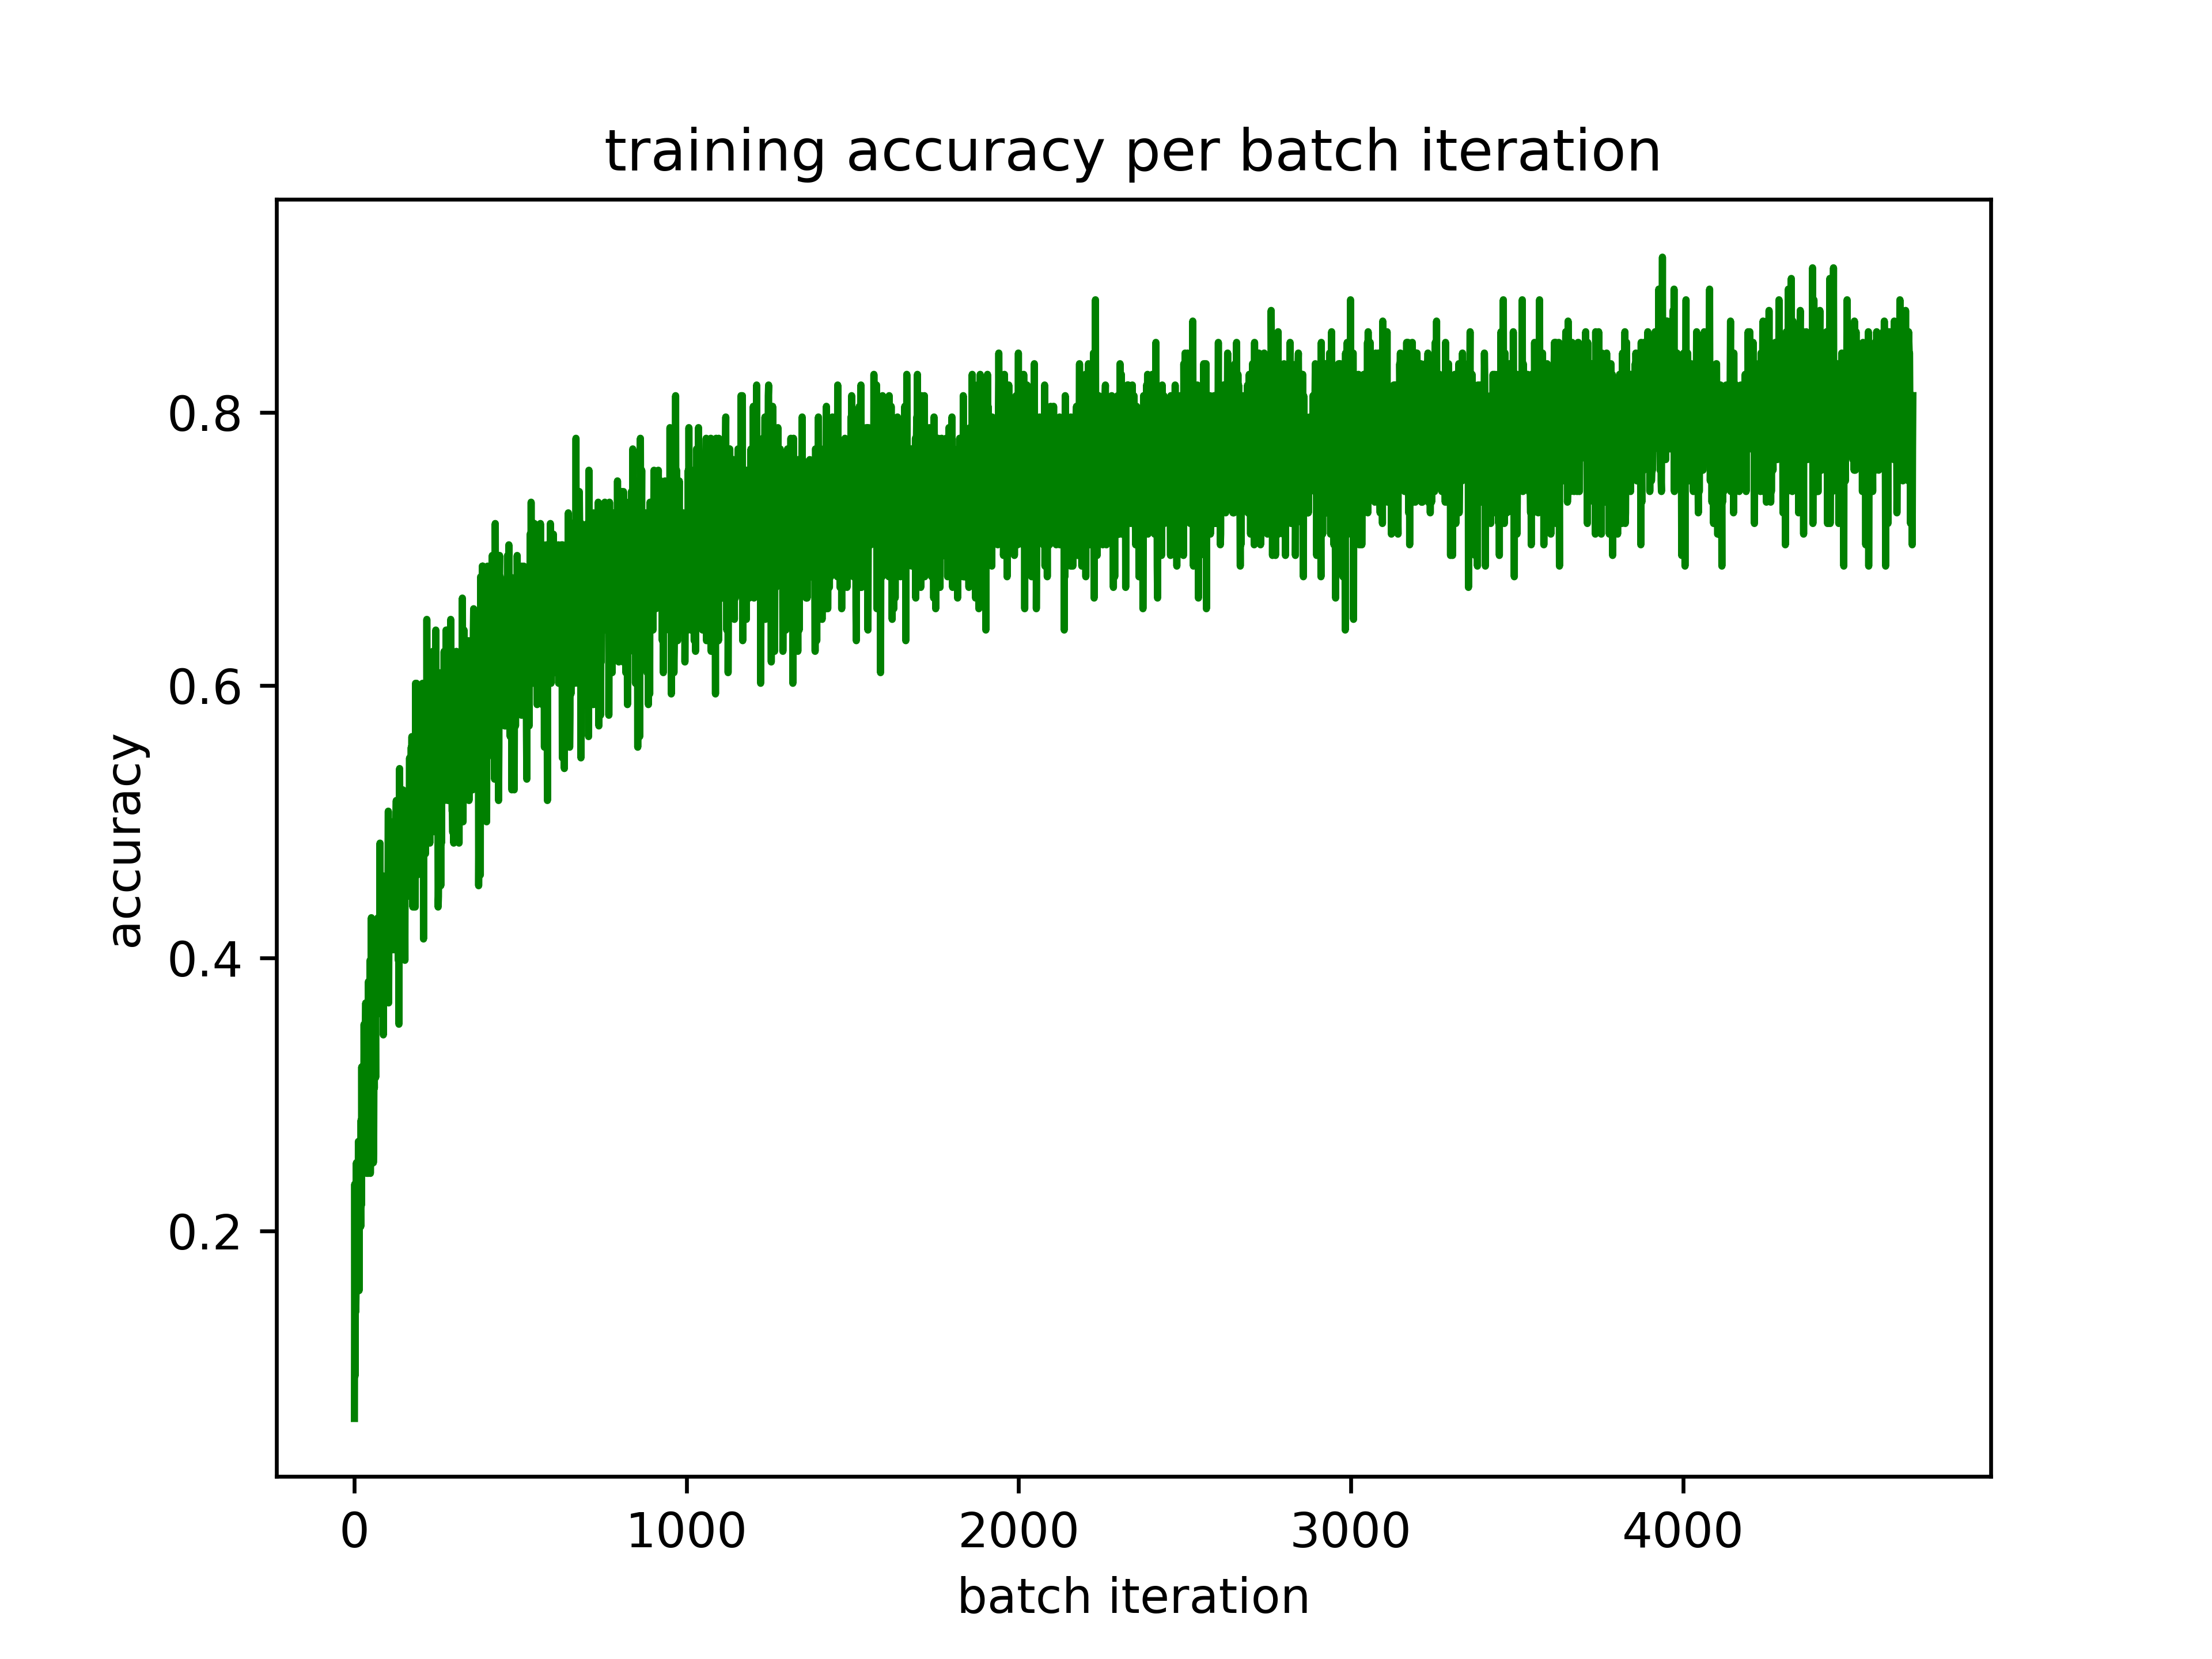 training accuracy per batch iteration
accuracy
0.8
0.6
0.4
0.2
0 1000 2000 3000 4000
batch iteration